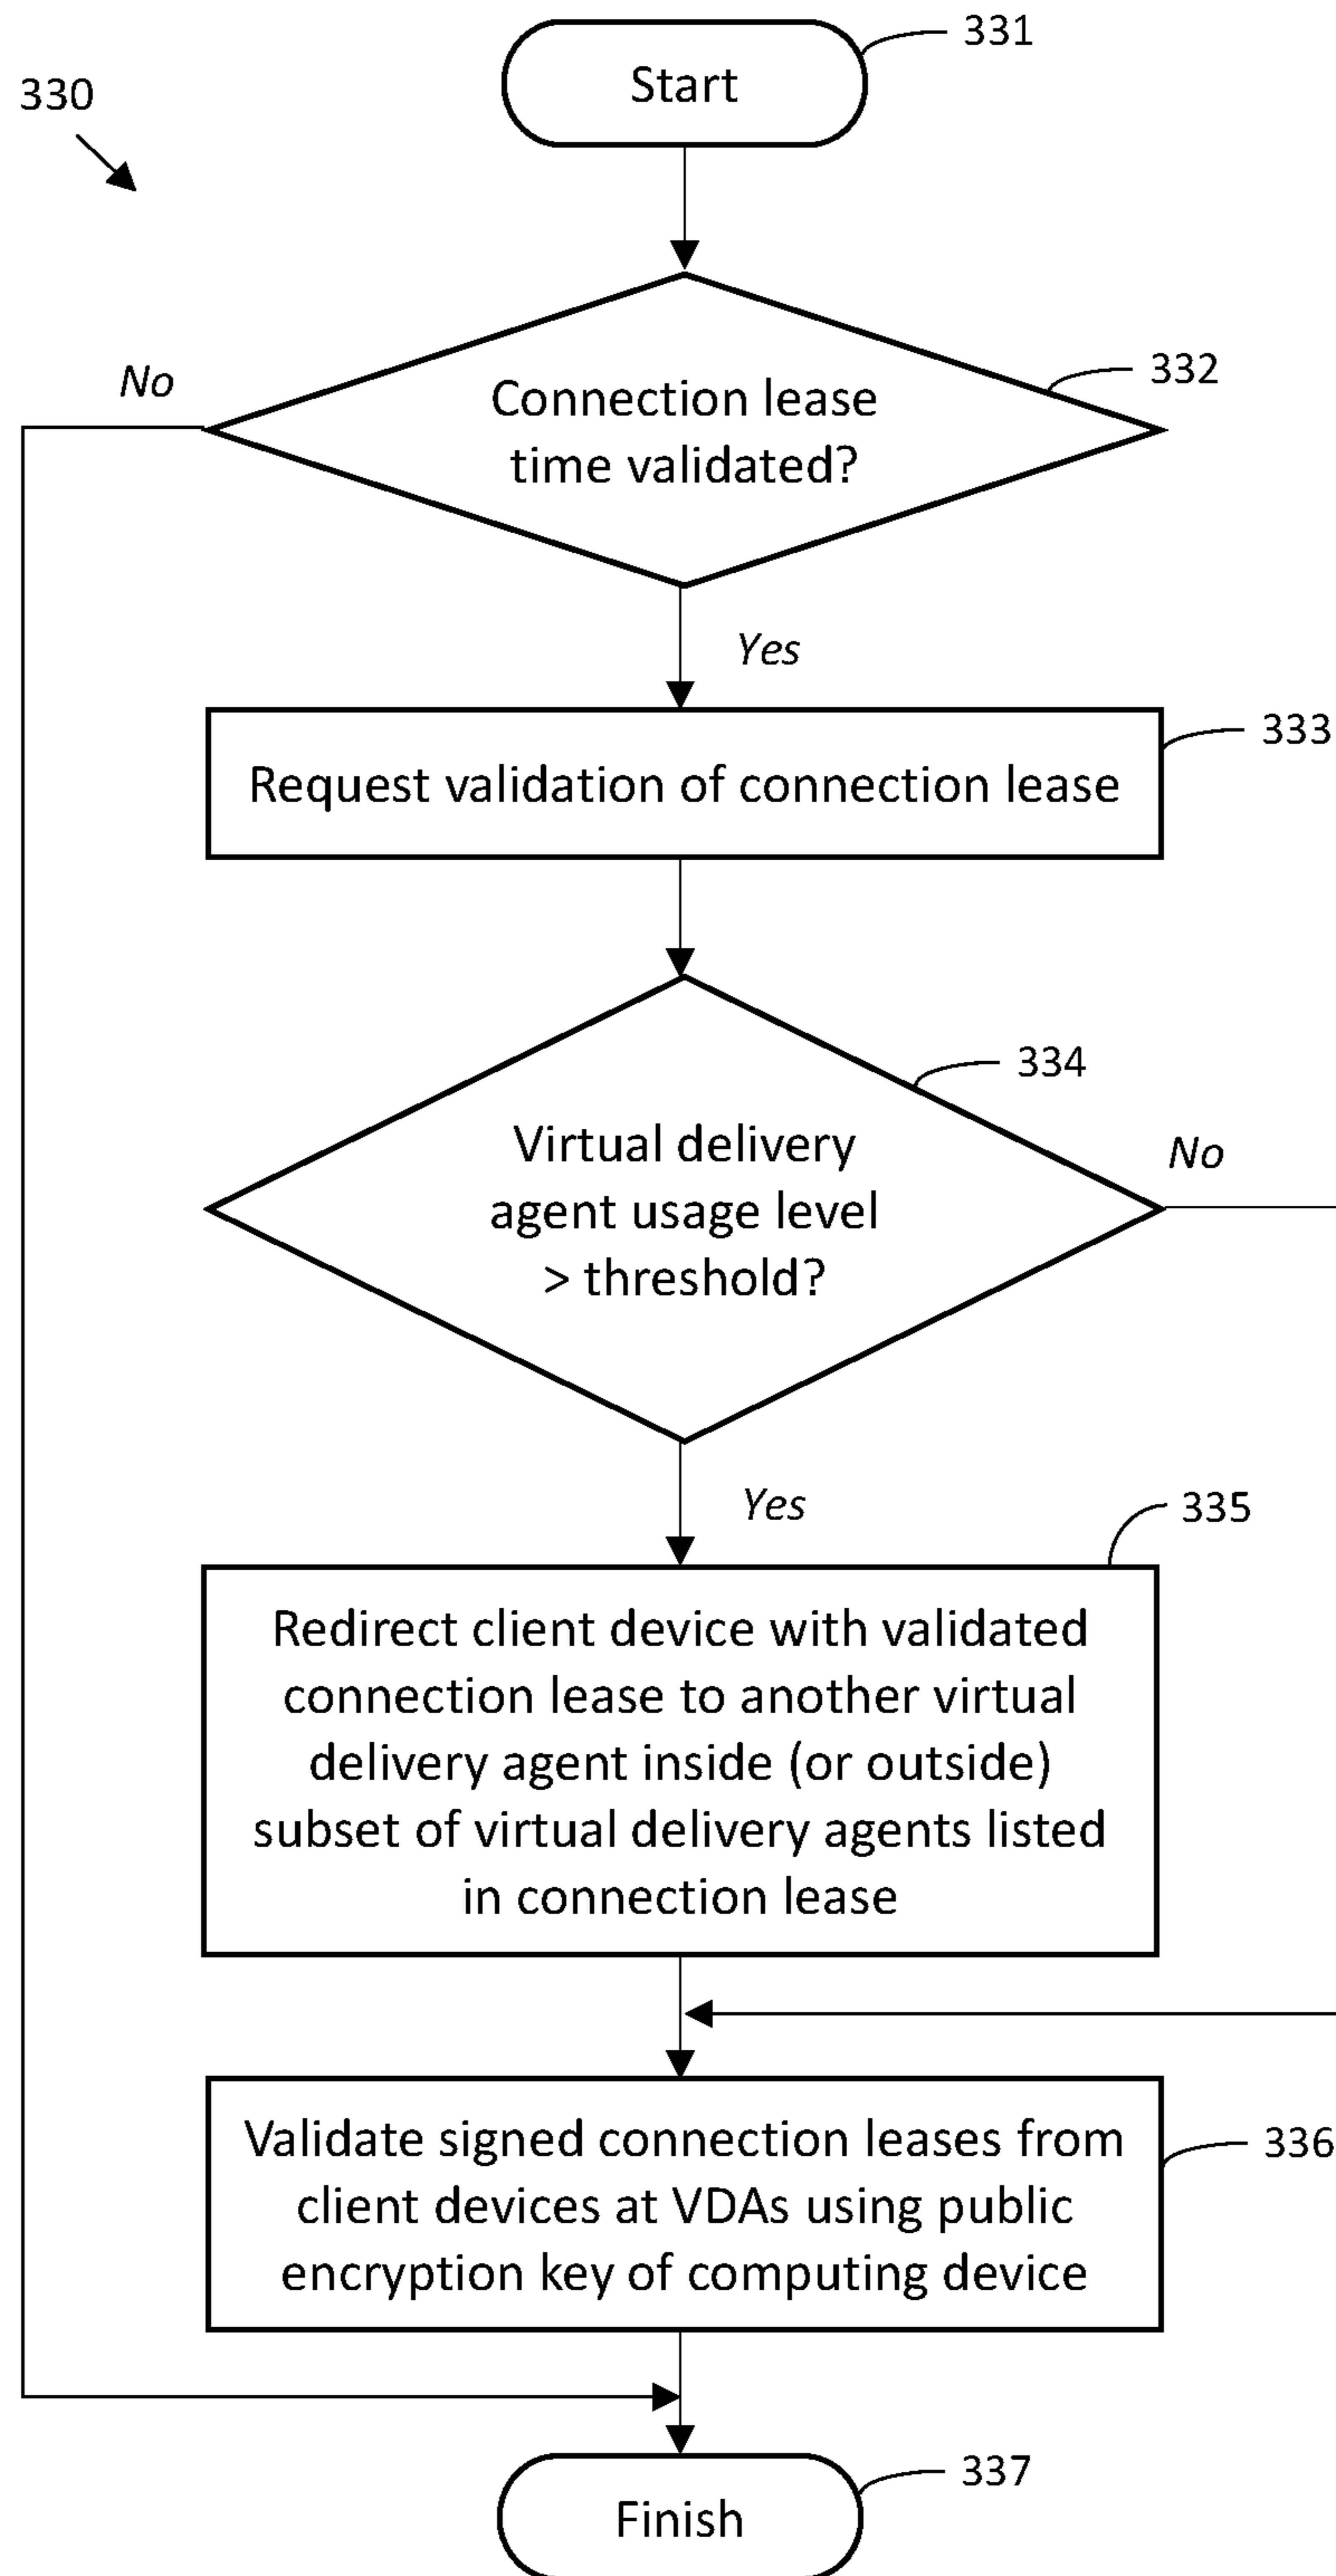 331
Start
330
332
No
Connection lease
time validated?
Yes
333
Request validation of connection lease
334
Virtual delivery
agent usage level
> threshold?
No
Yes
335
Redirect client device with validated
connection lease to another virtual
delivery agent inside (or outside)
subset of virtual delivery agents listed
in connection lease
336
Validate signed connection leases from
client devices at VDAs using public
encryption key of computing device
337
Finish